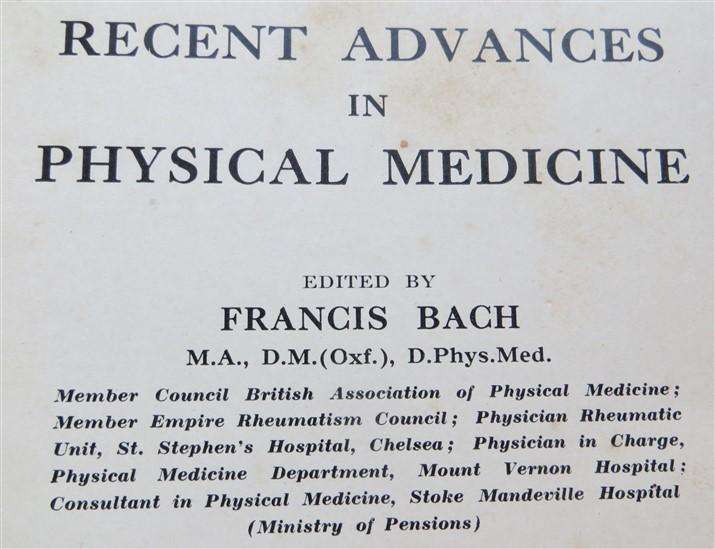 RECENT ADVANCES
IN
PHYSICAL MEDICINE
EDITED BY
FRANCIS BACH
M.A., D.M.(Oxf.), D.Phys.Med.
Member Council British Association of Physical Medicine;
Member Empire Rheumatism Council; Physician Rheumatic
Unit, St. Stephen's Hospital, Chelsea; Physician in Charge,
Physical Medicine Department, Mount Vernon Hospital;
Consultant in Physical Medicine, Stoke Mandeville Hospital
(Ministry of Pensions)